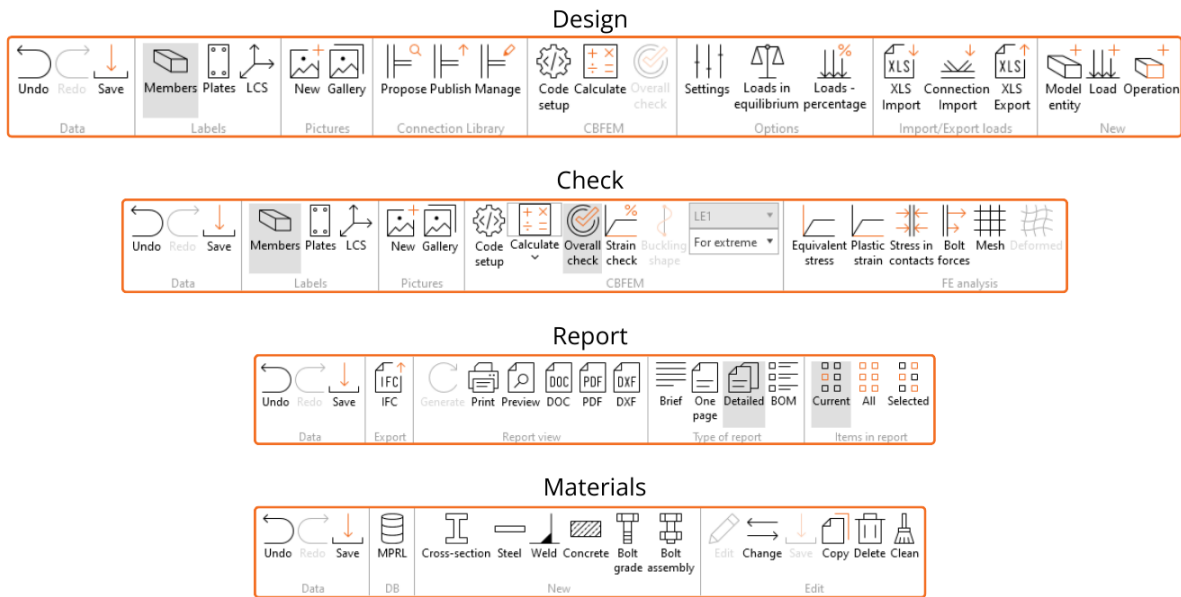 Design
Undo Redo Save Members Plates LCS New Gallery Propose Publish Manage Code setup Calculate Overall check Settings Loads in equilibrium Loads - percentage XLS XLS Import Connection Import XLS XLS Export Model entity Load Operation
Data Labels Pictures Connection Library CBFEM Options Import/Export loads New
Check
Undo Redo Save Members Plates LCS New Gallery Code setup Calculate Overall check % Strain check Buckling shape LE1 For extreme Equivalent stress % Plastic strain Stress in contacts Bolt forces Mesh Deformed
Data Labels Pictures CBFEM FE analysis
Report
Undo Redo Save IFC IFC Generate Print Preview DOC DOC PDF PDF DXF DXF Brief One page Detailed BOM Current All Selected
Data Export Report view Type of report Items in report
Materials
Undo Redo Save MPRL Cross-section Steel Weld Concrete Bolt grade Bolt assembly Edit Change Save Copy Delete Clean
Data DB New Edit